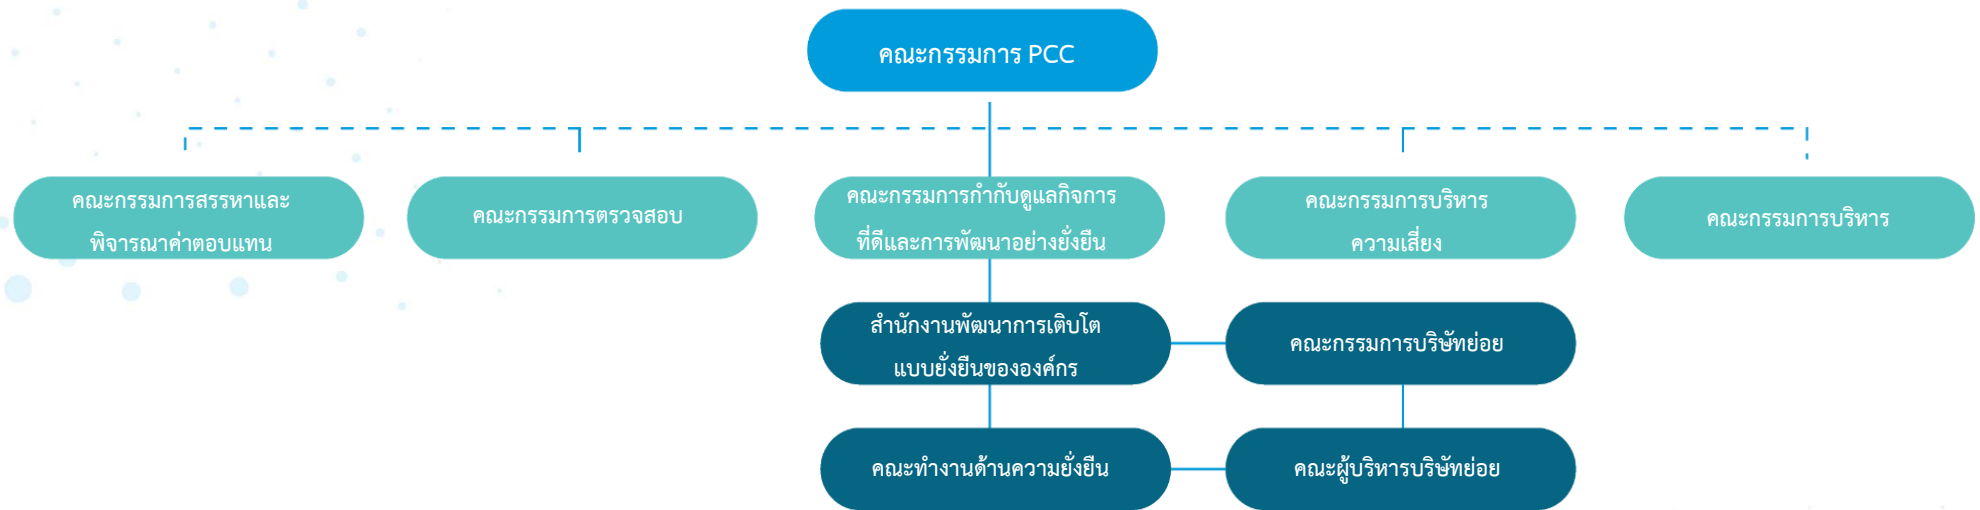 คณะกรรมการ PCC
คณะกรรมการสรรหาและ
พิจารณาค่าตอบแทน
คณะกรรมการตรวจสอบ
คณะกรรมการกำกับดูแลกิจการ
ที่ดีและการพัฒนาอย่างยั่งยืน
คณะกรรมการบริหาร
ความเสี่ยง
คณะกรรมการบริหาร
สำนักงานพัฒนาการเติบโต
แบบยั่งยืนขององค์กร
คณะกรรมการบริษัทย่อย
คณะทำงานด้านความยั่งยืน
คณะผู้บริหารบริษัทย่อย